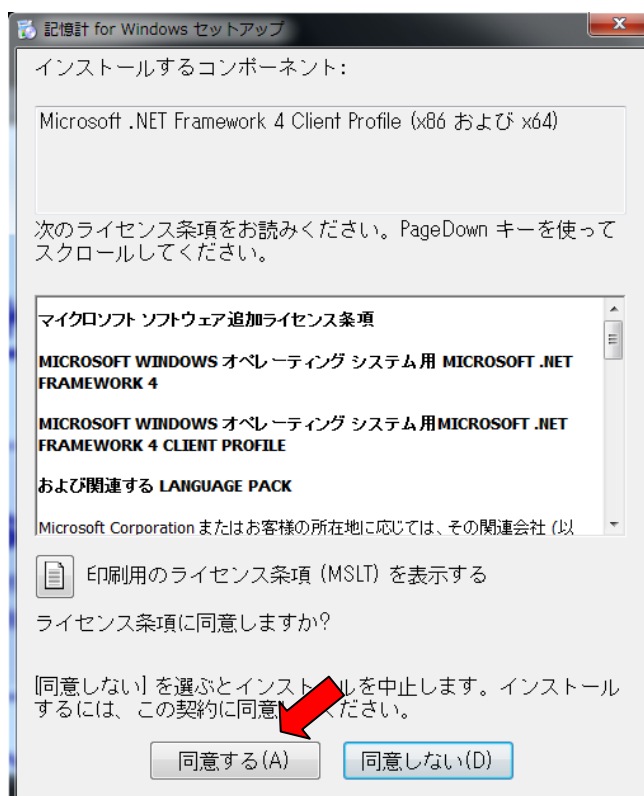 記憶計 for Windows セットアップ
インストールするコンポーネント:
Microsoft .NET Framework 4 Client Profile (x86 および x64)
次のライセンス条項をお読みください。PageDown キーを使って
スクロールしてください。
マイクロソフト ソフトウェア追加ライセンス条項
MICROSOFT WINDOWS オペレーティング システム用 MICROSOFT .NET
FRAMEWORK 4
MICROSOFT WINDOWS オペレーティング システム用MICROSOFT .NET
FRAMEWORK 4 CLIENT PROFILE
および関連する LANGUAGE PACK
Microsoft Corporation またはお客様の所在地に応じては、その関連会社 (以
印刷用のライセンス条項 (MSLT) を表示する
ライセンス条項に同意しますか?
[同意しない] を選ぶとインストールを中止します。インストール
するには、この契約に同意 ください。
同意する(A)
同意しない(D)